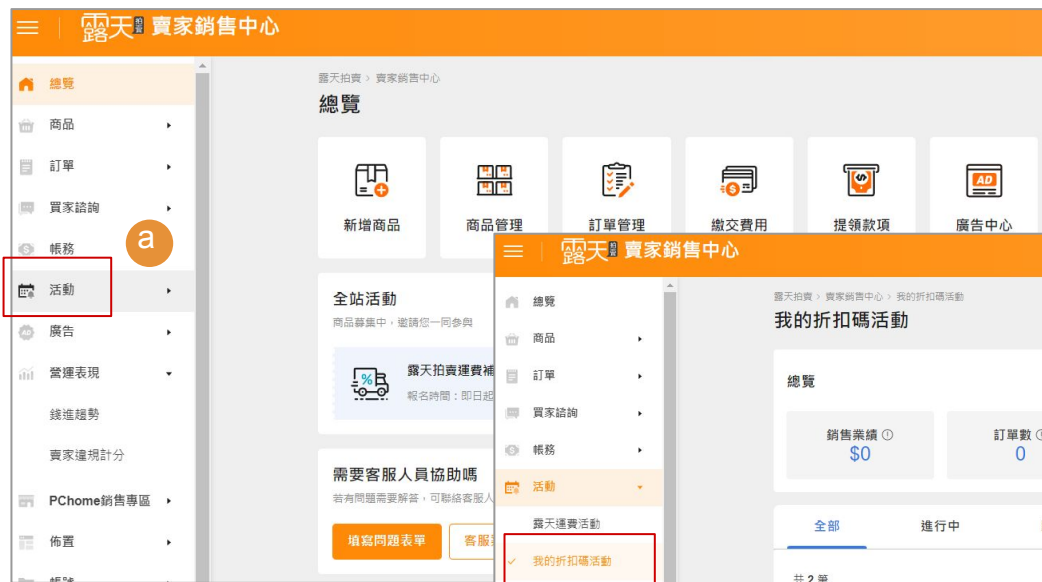 露天拍賣 賣家銷售中心
總覽
商品
訂單
買家諮詢
帳務
a
活動
廣告
營運表現
錢進趨勢
賣家違規計分
PChome銷售專區
佈置
露天拍賣 > 賣家銷售中心
總覽
新增商品
商品管理
訂單管理
繳交費用
提領款項
AD
廣告中心
全站活動
商品募集中，邀請您一同參與
露天拍賣運費補
報名時間：即日起
需要客服人員協助嗎
若有問題需要解答，可聯絡客服人
填寫問題表單
客服
露天拍賣 賣家銷售中心
總覽
商品
訂單
買家諮詢
帳務
活動
露天運費活動
我的折扣碼活動
露天拍賣 > 賣家銷售中心 > 我的折扣碼活動
我的折扣碼活動
總覽
銷售業績
$0
訂單數
0
全部
進行中
共 2 筆